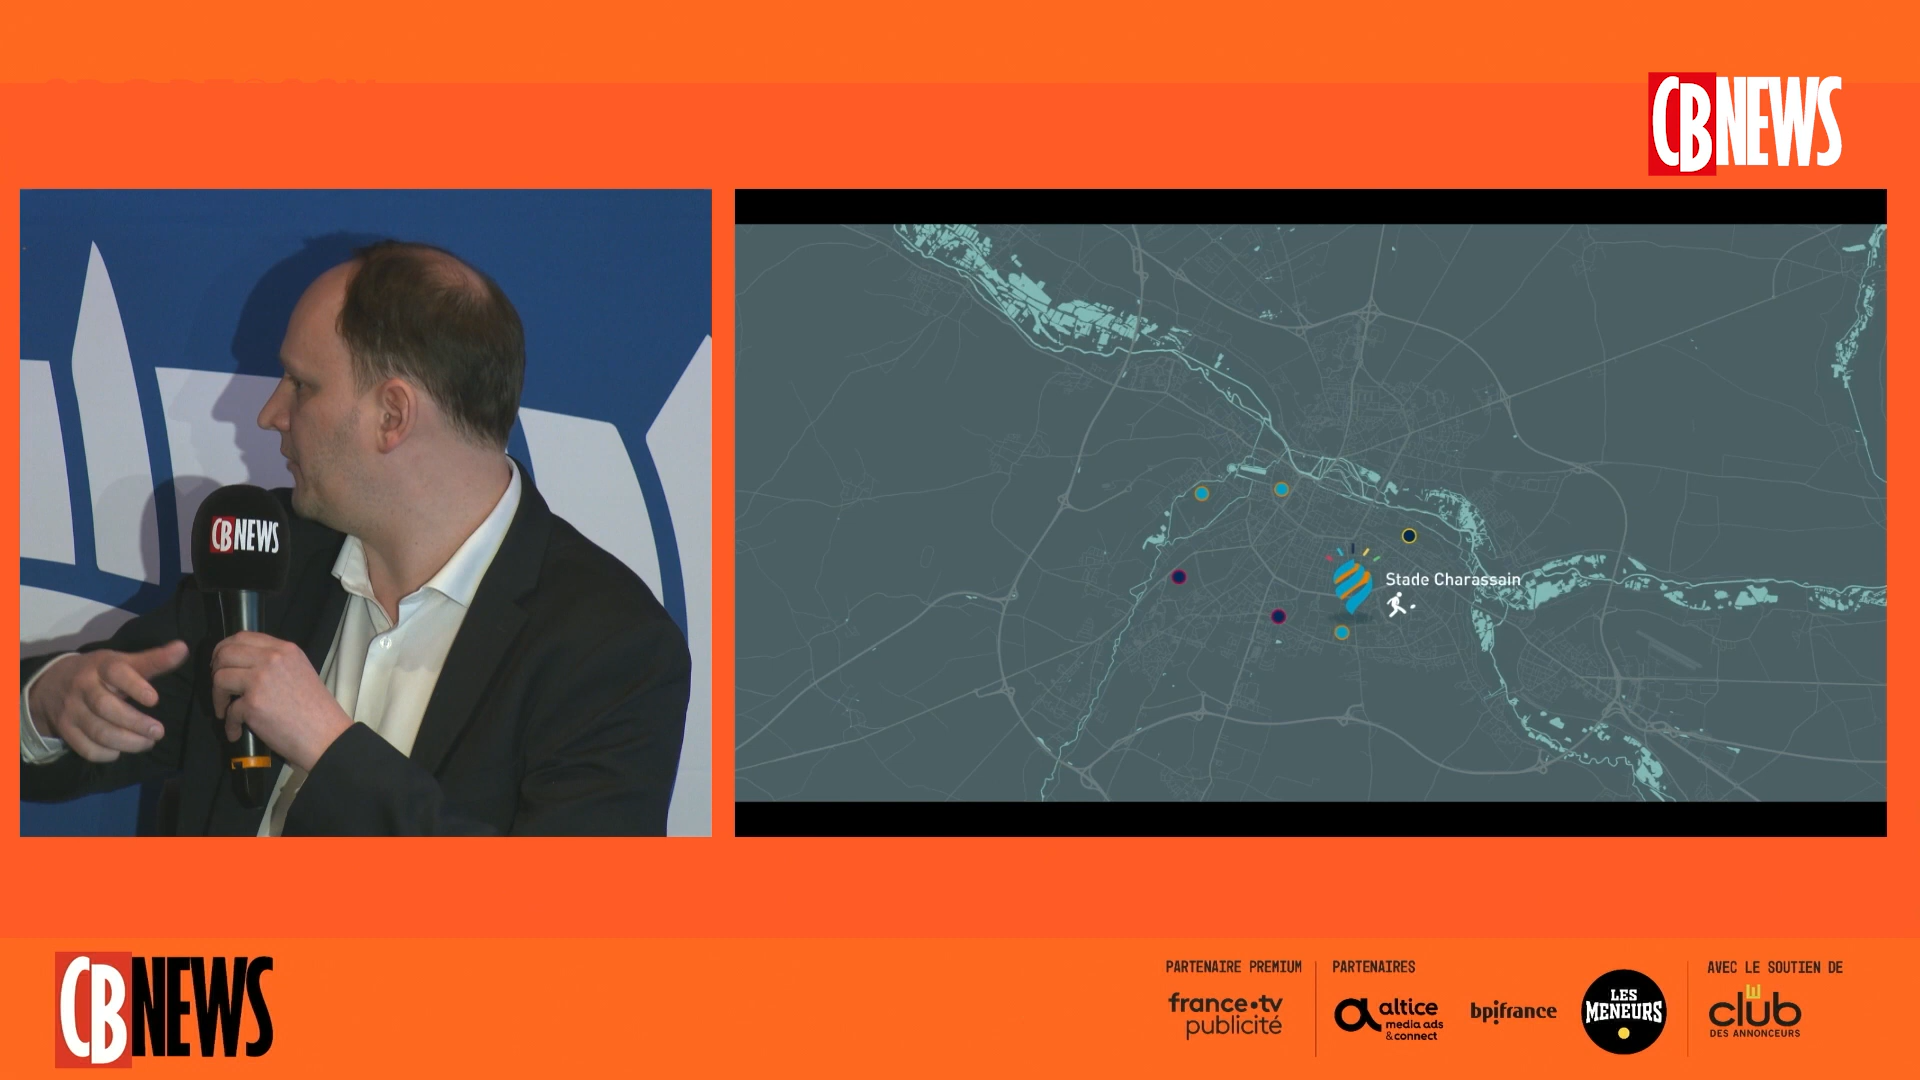 CBNEWS
CBNEWS
Stade Charassain
CBNEWS
PARTENAIRE PREMIUM
france•tv
publicité
PARTENAIRES
altice
media ads
&connect
bpifrance
LES
MENEURS
AVEC LE SOUTIEN DE
club
DES ANNONCEURS